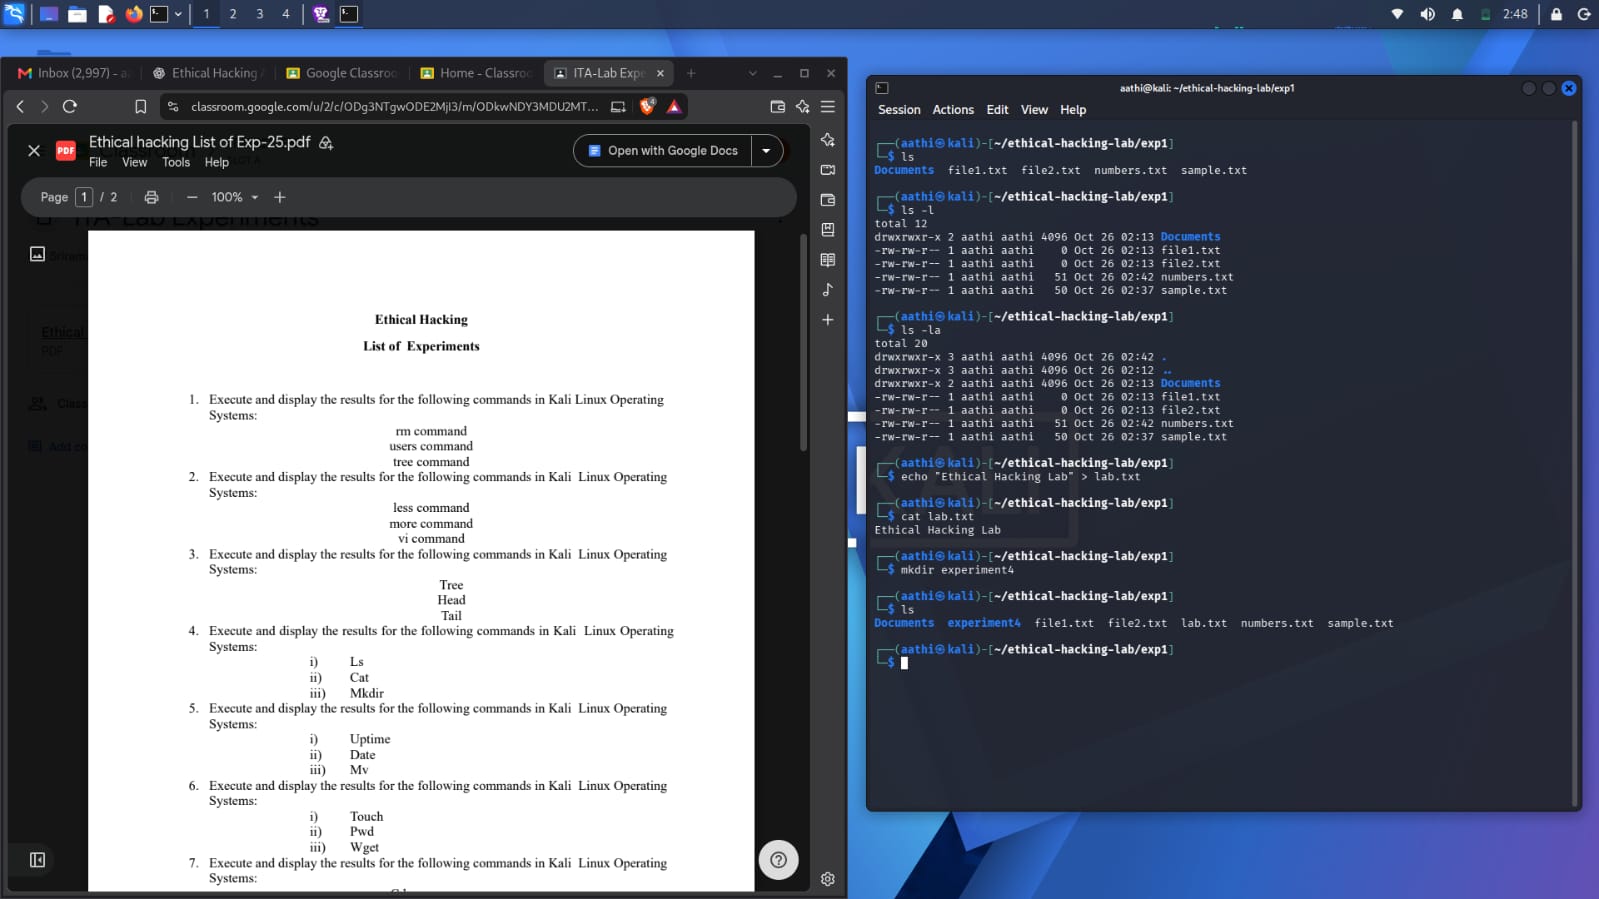 1 2 3 4
2:48
Inbox (2,997) - a
Ethical Hacking
Google Classroo
Home - Classroo
ITA-Lab Expe
classroom.google.com/u/2/c/ODg3NTgwODE2MjI3/m/ODkwNDY3MDU2MT...
PDF
Ethical hacking List of Exp-25.pdf
File View Tools Help
Open with Google Docs
Page 1 / 2
100%
ITA-Lab Experiments
Ethical
PDF
Class
Add co
Ethical Hacking
List of Experiments
1. Execute and display the results for the following commands in Kali Linux Operating
Systems:
rm command
users command
tree command
2. Execute and display the results for the following commands in Kali Linux Operating
Systems:
less command
more command
vi command
3. Execute and display the results for the following commands in Kali Linux Operating
Systems:
Tree
Head
Tail
4. Execute and display the results for the following commands in Kali Linux Operating
Systems:
i) Ls
ii) Cat
iii) Mkdir
5. Execute and display the results for the following commands in Kali Linux Operating
Systems:
i) Uptime
ii) Date
iii) Mv
6. Execute and display the results for the following commands in Kali Linux Operating
Systems:
i) Touch
ii) Pwd
iii) Wget
7. Execute and display the results for the following commands in Kali Linux Operating
Systems:
aathi@kali: ~/ethical-hacking-lab/exp1
Session Actions Edit View Help
┌──(aathi㉿kali)-[~/ethical-hacking-lab/exp1]
└─$ ls
Documents file1.txt file2.txt numbers.txt sample.txt
┌──(aathi㉿kali)-[~/ethical-hacking-lab/exp1]
└─$ ls -l
total 12
drwxrwxr-x 2 aathi aathi 4096 Oct 26 02:13 Documents
-rw-rw-r-- 1 aathi aathi 0 Oct 26 02:13 file1.txt
-rw-rw-r-- 1 aathi aathi 0 Oct 26 02:13 file2.txt
-rw-rw-r-- 1 aathi aathi 51 Oct 26 02:42 numbers.txt
-rw-rw-r-- 1 aathi aathi 50 Oct 26 02:37 sample.txt
┌──(aathi㉿kali)-[~/ethical-hacking-lab/exp1]
└─$ ls -la
total 20
drwxrwxr-x 3 aathi aathi 4096 Oct 26 02:42 .
drwxrwxr-x 3 aathi aathi 4096 Oct 26 02:12 ..
drwxrwxr-x 2 aathi aathi 4096 Oct 26 02:13 Documents
-rw-rw-r-- 1 aathi aathi 0 Oct 26 02:13 file1.txt
-rw-rw-r-- 1 aathi aathi 0 Oct 26 02:13 file2.txt
-rw-rw-r-- 1 aathi aathi 51 Oct 26 02:42 numbers.txt
-rw-rw-r-- 1 aathi aathi 50 Oct 26 02:37 sample.txt
┌──(aathi㉿kali)-[~/ethical-hacking-lab/exp1]
└─$ echo "Ethical Hacking Lab" > lab.txt
┌──(aathi㉿kali)-[~/ethical-hacking-lab/exp1]
└─$ cat lab.txt
Ethical Hacking Lab
┌──(aathi㉿kali)-[~/ethical-hacking-lab/exp1]
└─$ mkdir experiment4
┌──(aathi㉿kali)-[~/ethical-hacking-lab/exp1]
└─$ ls
Documents experiment4 file1.txt file2.txt lab.txt numbers.txt sample.txt
┌──(aathi㉿kali)-[~/ethical-hacking-lab/exp1]
└─$